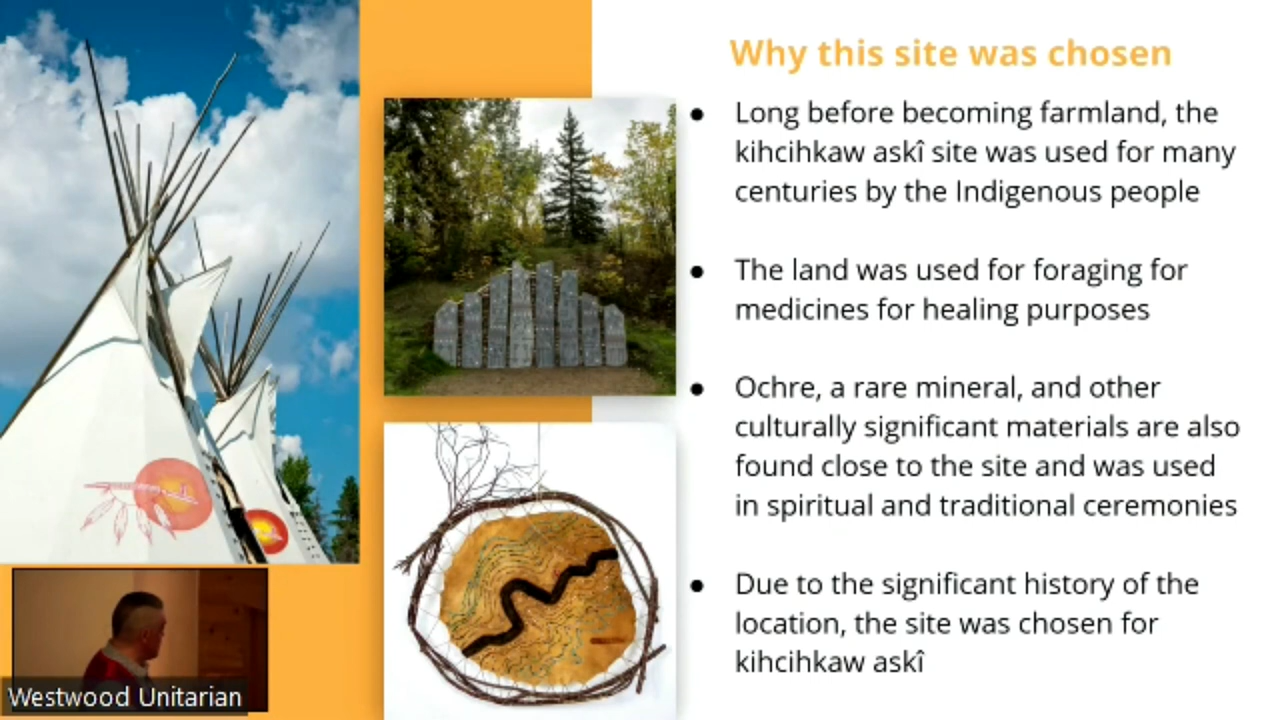 Why this site was chosen
Long before becoming farmland, the
kihcihkaw askî site was used for many
centuries by the Indigenous people
The land was used for foraging for
medicines for healing purposes
Ochre, a rare mineral, and other
culturally significant materials are also
found close to the site and was used
in spiritual and traditional ceremonies
Due to the significant history of the
location, the site was chosen for
kihcihkaw askî
Westwood Unitarian